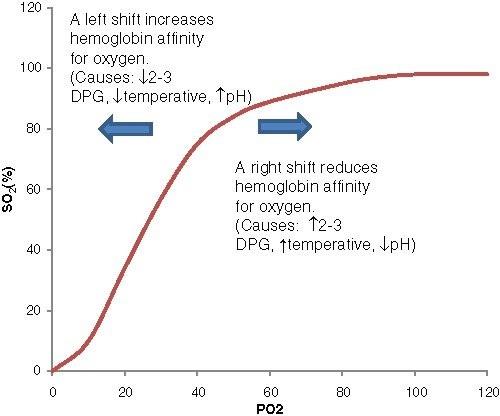 120
A left shift increases
hemoglobin affinity
for oxygen.
(Causes: ↓2-3
DPG, ↓temperative, ↑pH)
100
80
A right shift reduces
hemoglobin affinity
for oxygen.
(Causes: ↑2-3
DPG, ↑temperative, ↓pH)
60
SO2(%)
40
20
0
0 20 40 60 80 100 120
PO2